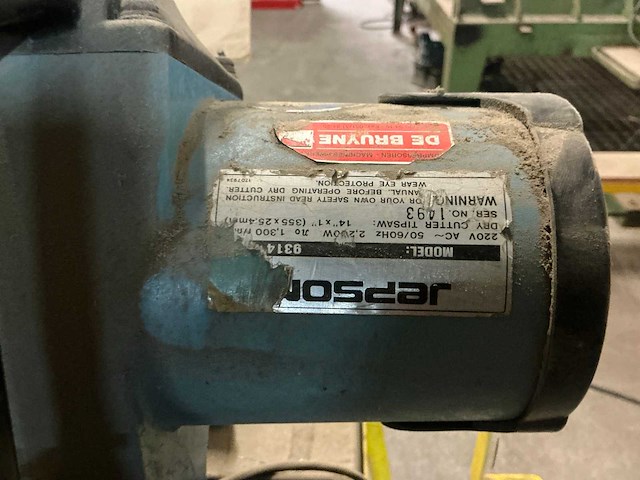 JEPSON
MODEL: 9314
220V AC~ 50/60Hz 2,200W no 1,300
DRY CUTTER TIPSAW: 14"x1" (355x25.4mm)
SER, NO. 1493
WARNING! FOR YOUR OWN SAFETY READ INSTRUCTION
MANUAL. BEFORE OPERATING DRY CUTTER.
WEAR EYE PROTECTION.
DE BRUYNE